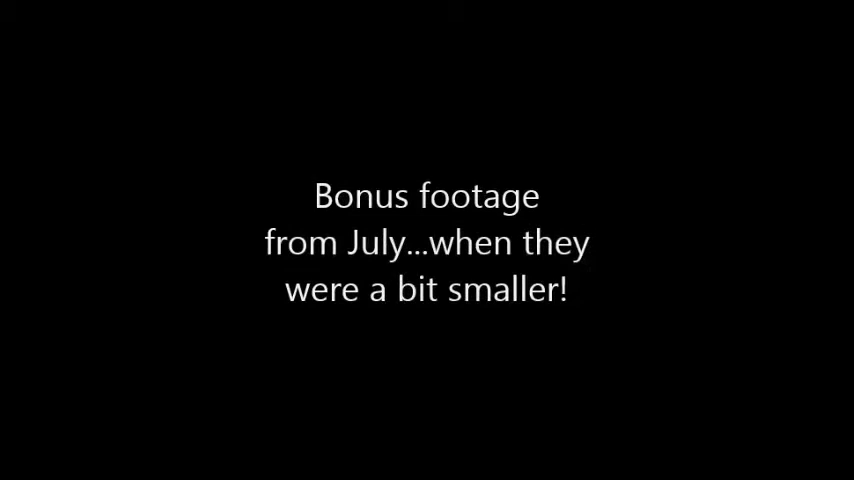 Bonus footage
from July...when they
were a bit smaller!